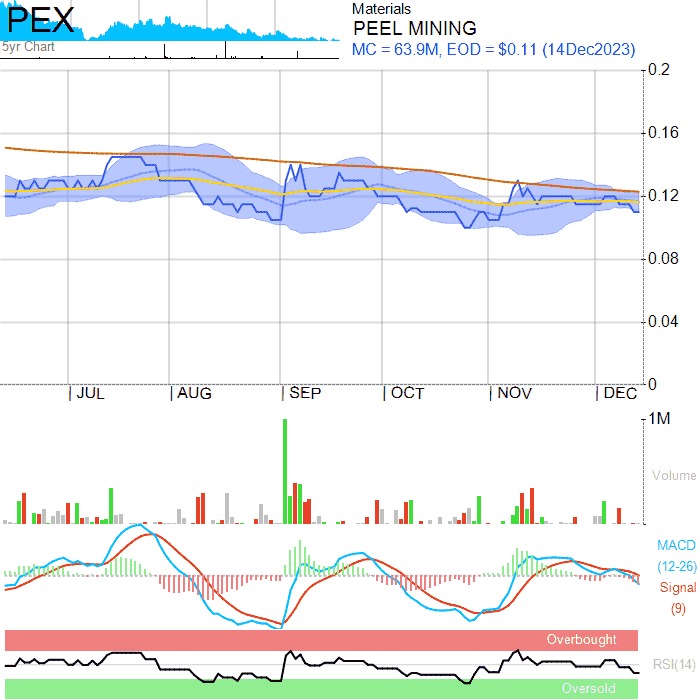 PEX
5yr Chart
Materials
PEEL MINING
MC = 63.9M, EOD = $0.11 (14Dec2023)
0.2
0.16
0.12
0.08
0.04
0
JUL AUG SEP OCT NOV DEC
1M
Volume
MACD
(12-26)
Signal
(9)
Overbought
RSI(14)
Oversold